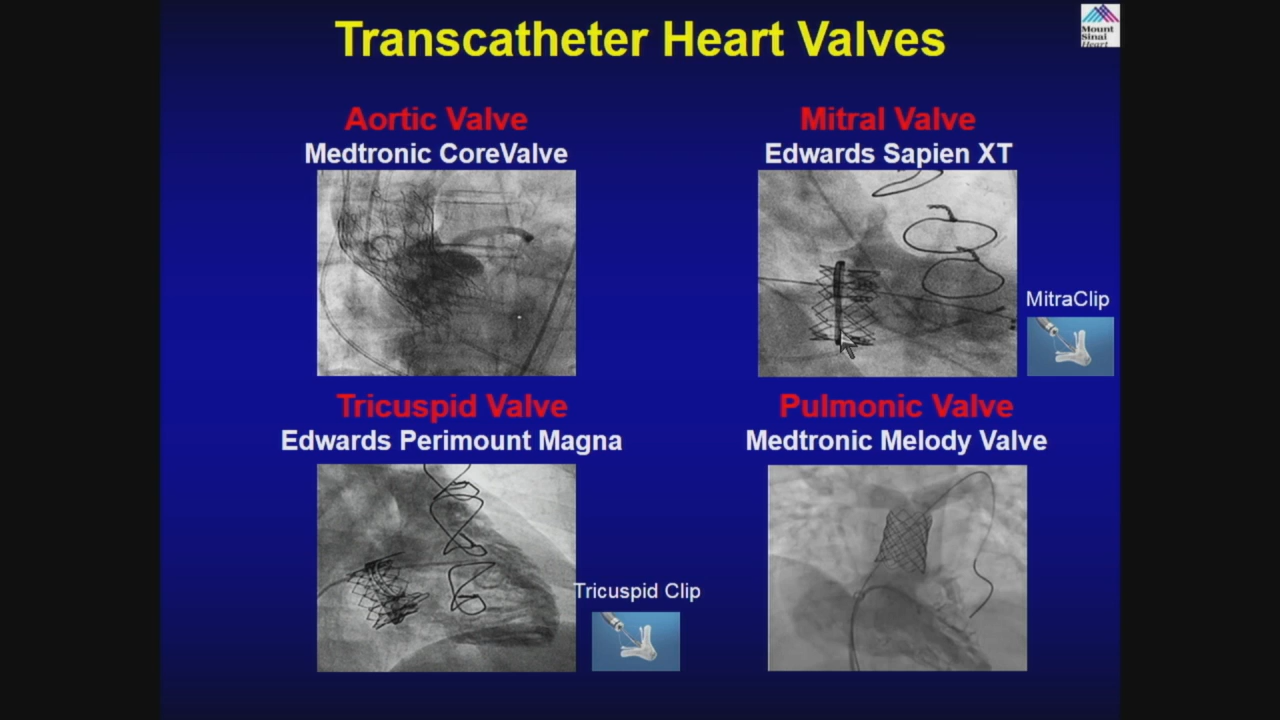 Transcatheter Heart Valves
Mount
Sinai
Heart
Aortic Valve
Medtronic CoreValve
Mitral Valve
Edwards Sapien XT
MitraClip
Tricuspid Valve
Edwards Perimount Magna
Pulmonic Valve
Medtronic Melody Valve
Tricuspid Clip